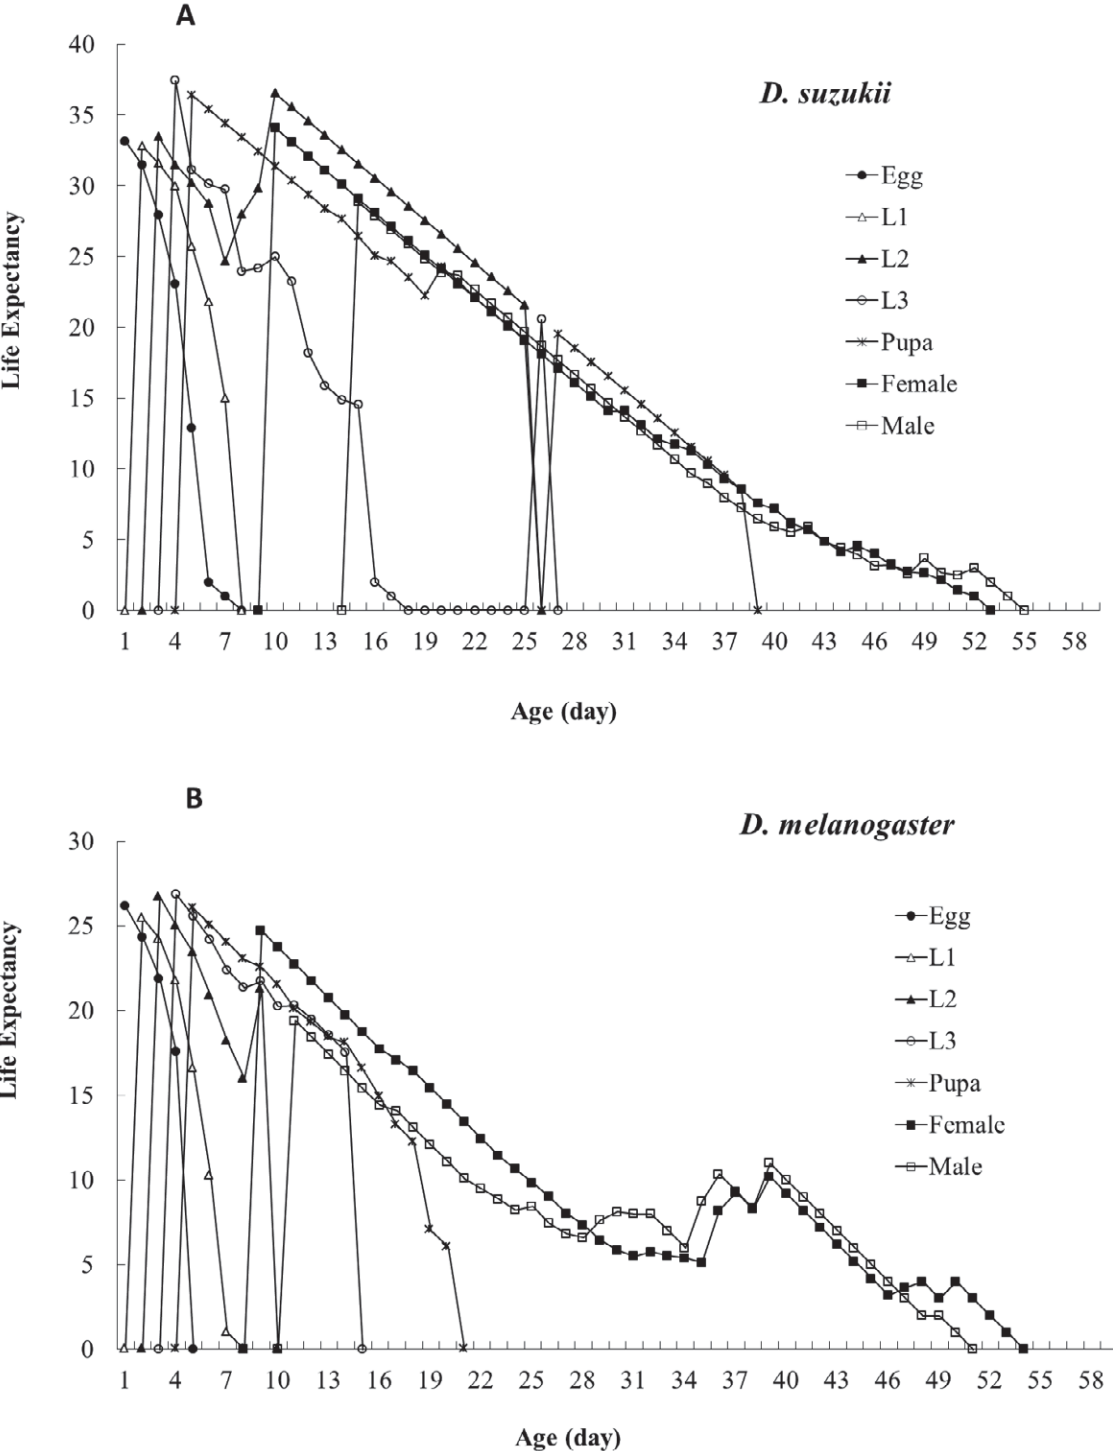 A
D. suzukii
Life Expectancy
40
35
30
25
20
15
10
5
0
Egg
L1
L2
L3
Pupa
Female
Male
1 4 7 10 13 16 19 22 25 28 31 34 37 40 43 46 49 52 55 58
Age (day)
B
D. melanogaster
Life Expectancy
30
25
20
15
10
5
0
Egg
L1
L2
L3
Pupa
Female
Male
1 4 7 10 13 16 19 22 25 28 31 34 37 40 43 46 49 52 55 58
Age (day)